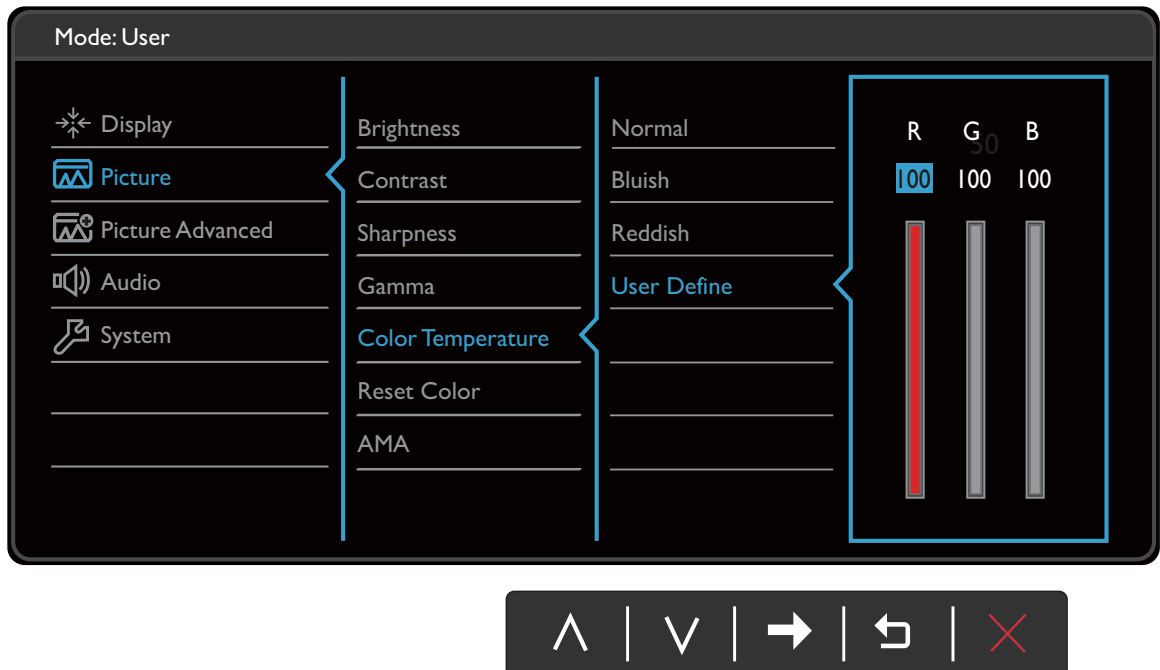 Mode: User
Display
Picture
Picture Advanced
Audio
System
Brightness
Contrast
Sharpness
Gamma
Color Temperature
Reset Color
AMA
Normal
Bluish
Reddish
User Define
R G B
50
100 100 100